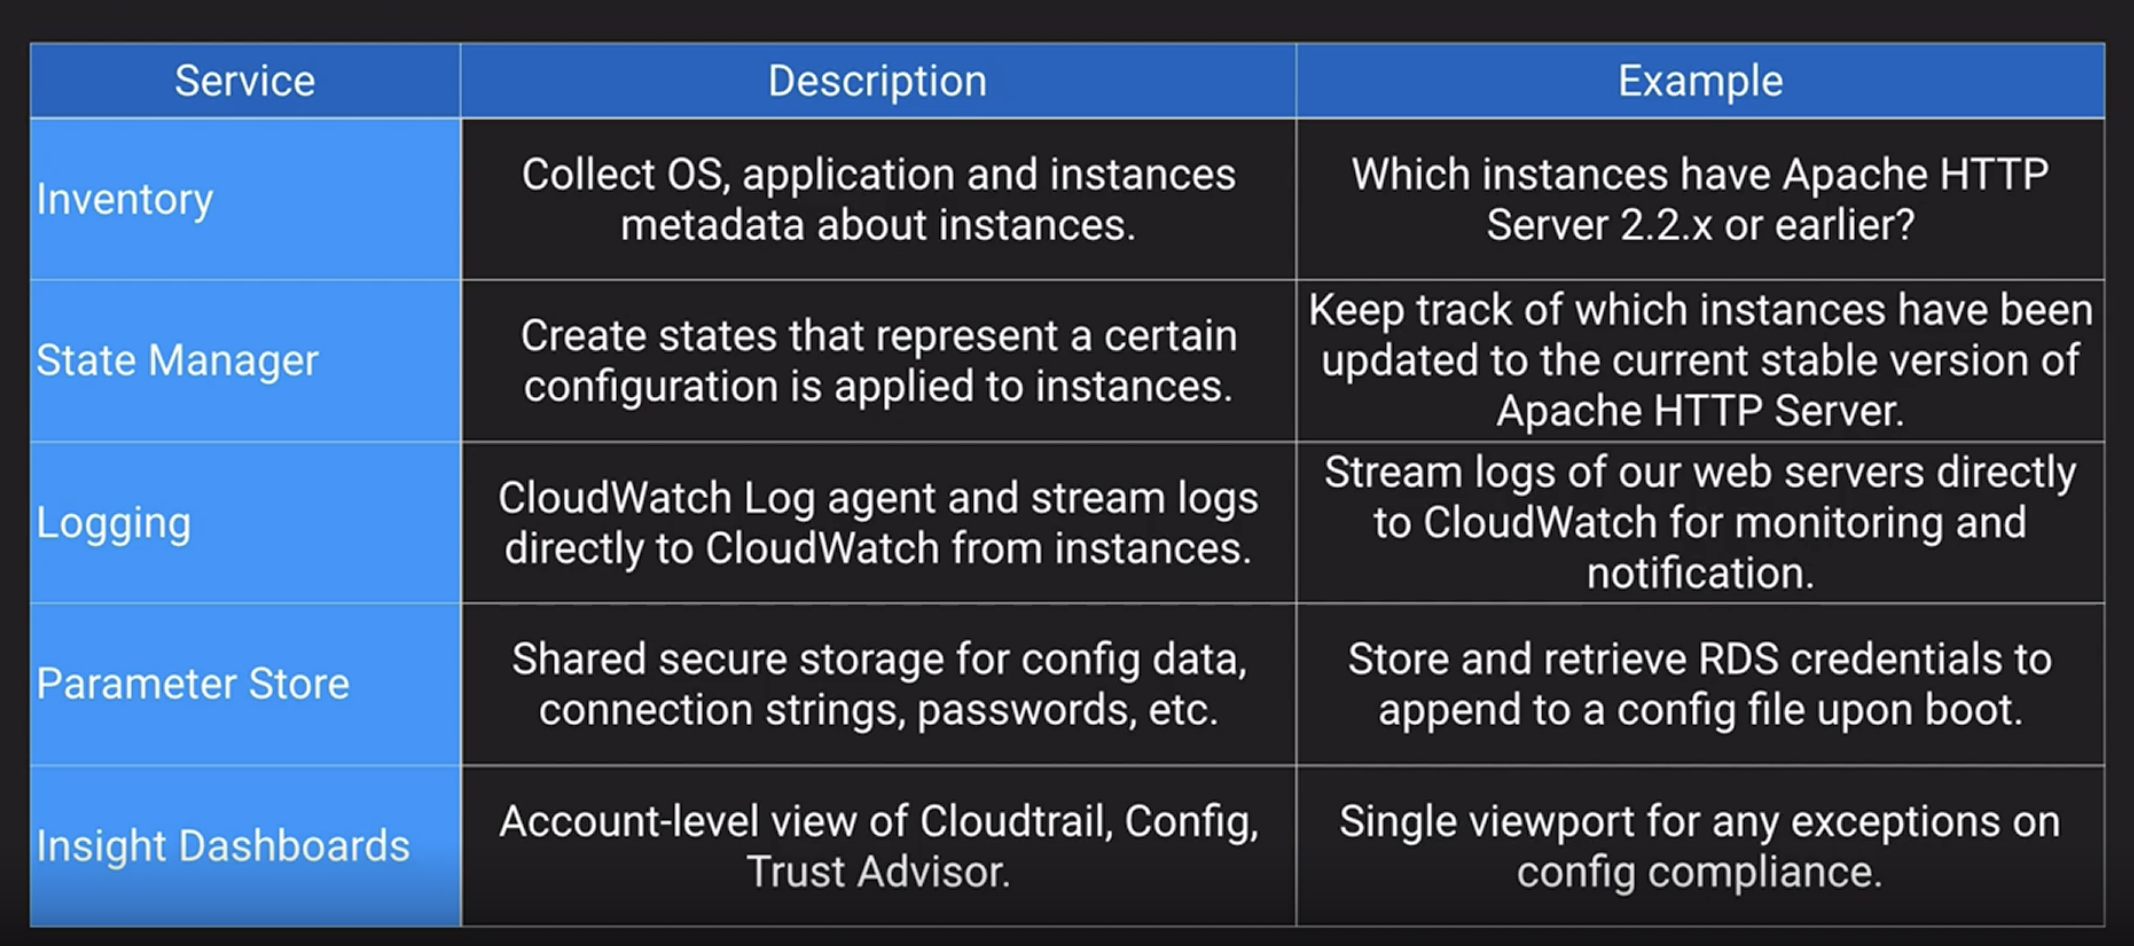 Service
Description
Example
Inventory
Collect OS, application and instances
metadata about instances.
Which instances have Apache HTTP
Server 2.2.x or earlier?
State Manager
Create states that represent a certain
configuration is applied to instances.
Keep track of which instances have been
updated to the current stable version of
Apache HTTP Server.
Logging
CloudWatch Log agent and stream logs
directly to CloudWatch from instances.
Stream logs of our web servers directly
to CloudWatch for monitoring and
notification.
Parameter Store
Shared secure storage for config data,
connection strings, passwords, etc.
Store and retrieve RDS credentials to
append to a config file upon boot.
Insight Dashboards
Account-level view of Cloudtrail, Config,
Trust Advisor.
Single viewport for any exceptions on
config compliance.